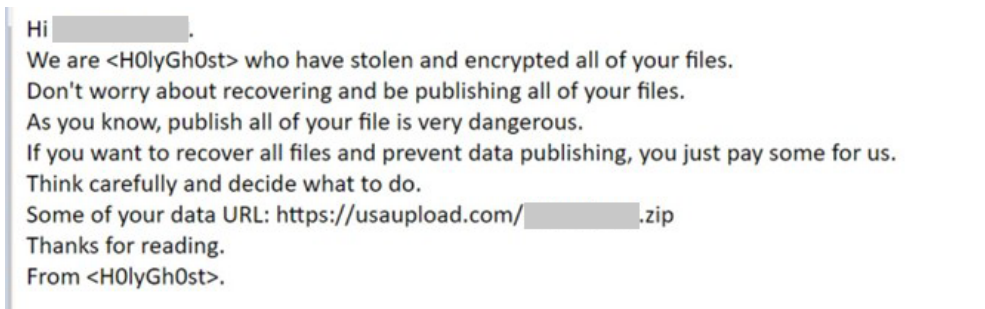 Hi .
We are <H0lyGh0st> who have stolen and encrypted all of your files.
Don't worry about recovering and be publishing all of your files.
As you know, publish all of your file is very dangerous.
If you want to recover all files and prevent data publishing, you just pay some for us.
Think carefully and decide what to do.
Some of your data URL: https://usaupload.com/ .zip
Thanks for reading.
From <H0lyGh0st>.